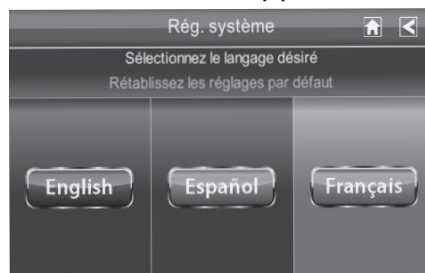 Rég. système
Sélectionnez le langage désiré
Rétablissez les réglages par défaut
English
Español
Français